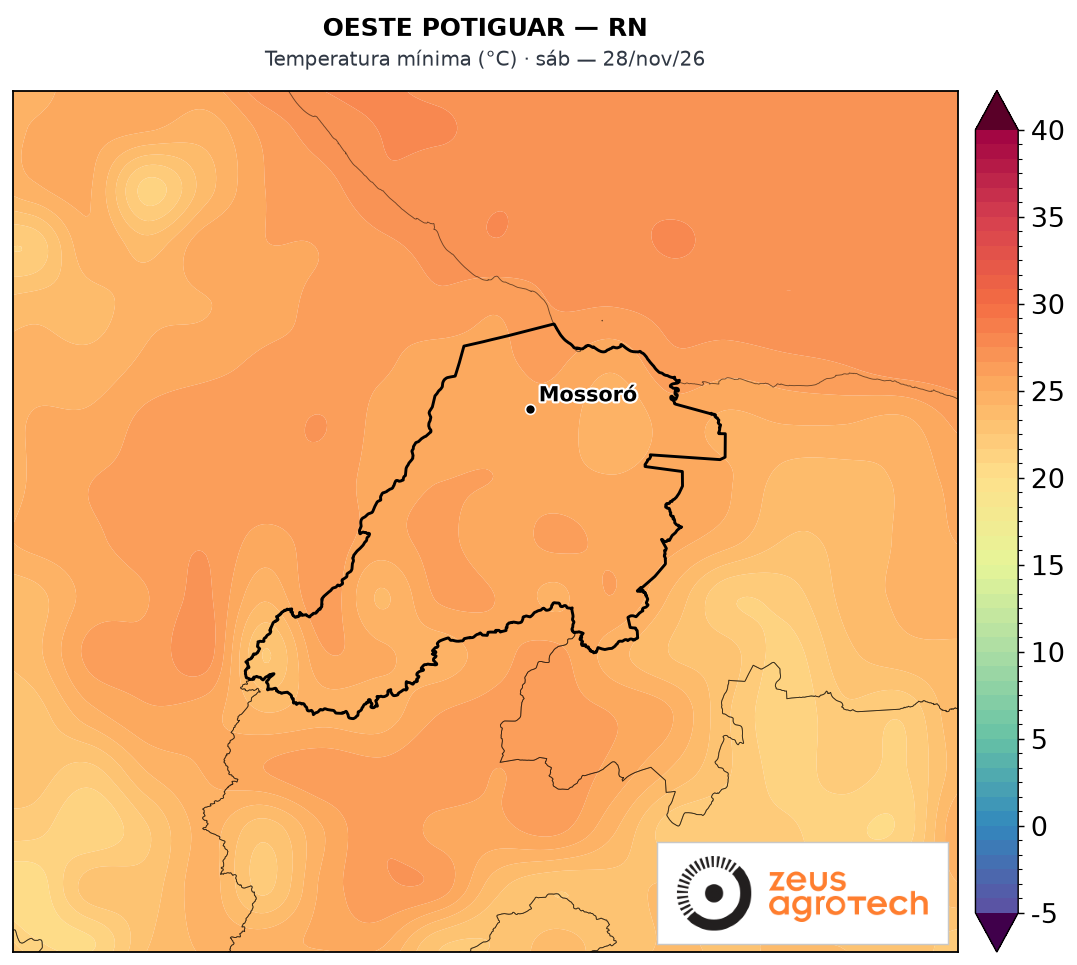 OESTE POTIGUAR — RN
Temperatura mínima (°C) · sáb — 28/nov/26
Mossoró
40
35
30
25
20
15
10
5
0
-5
zeus
agrotech